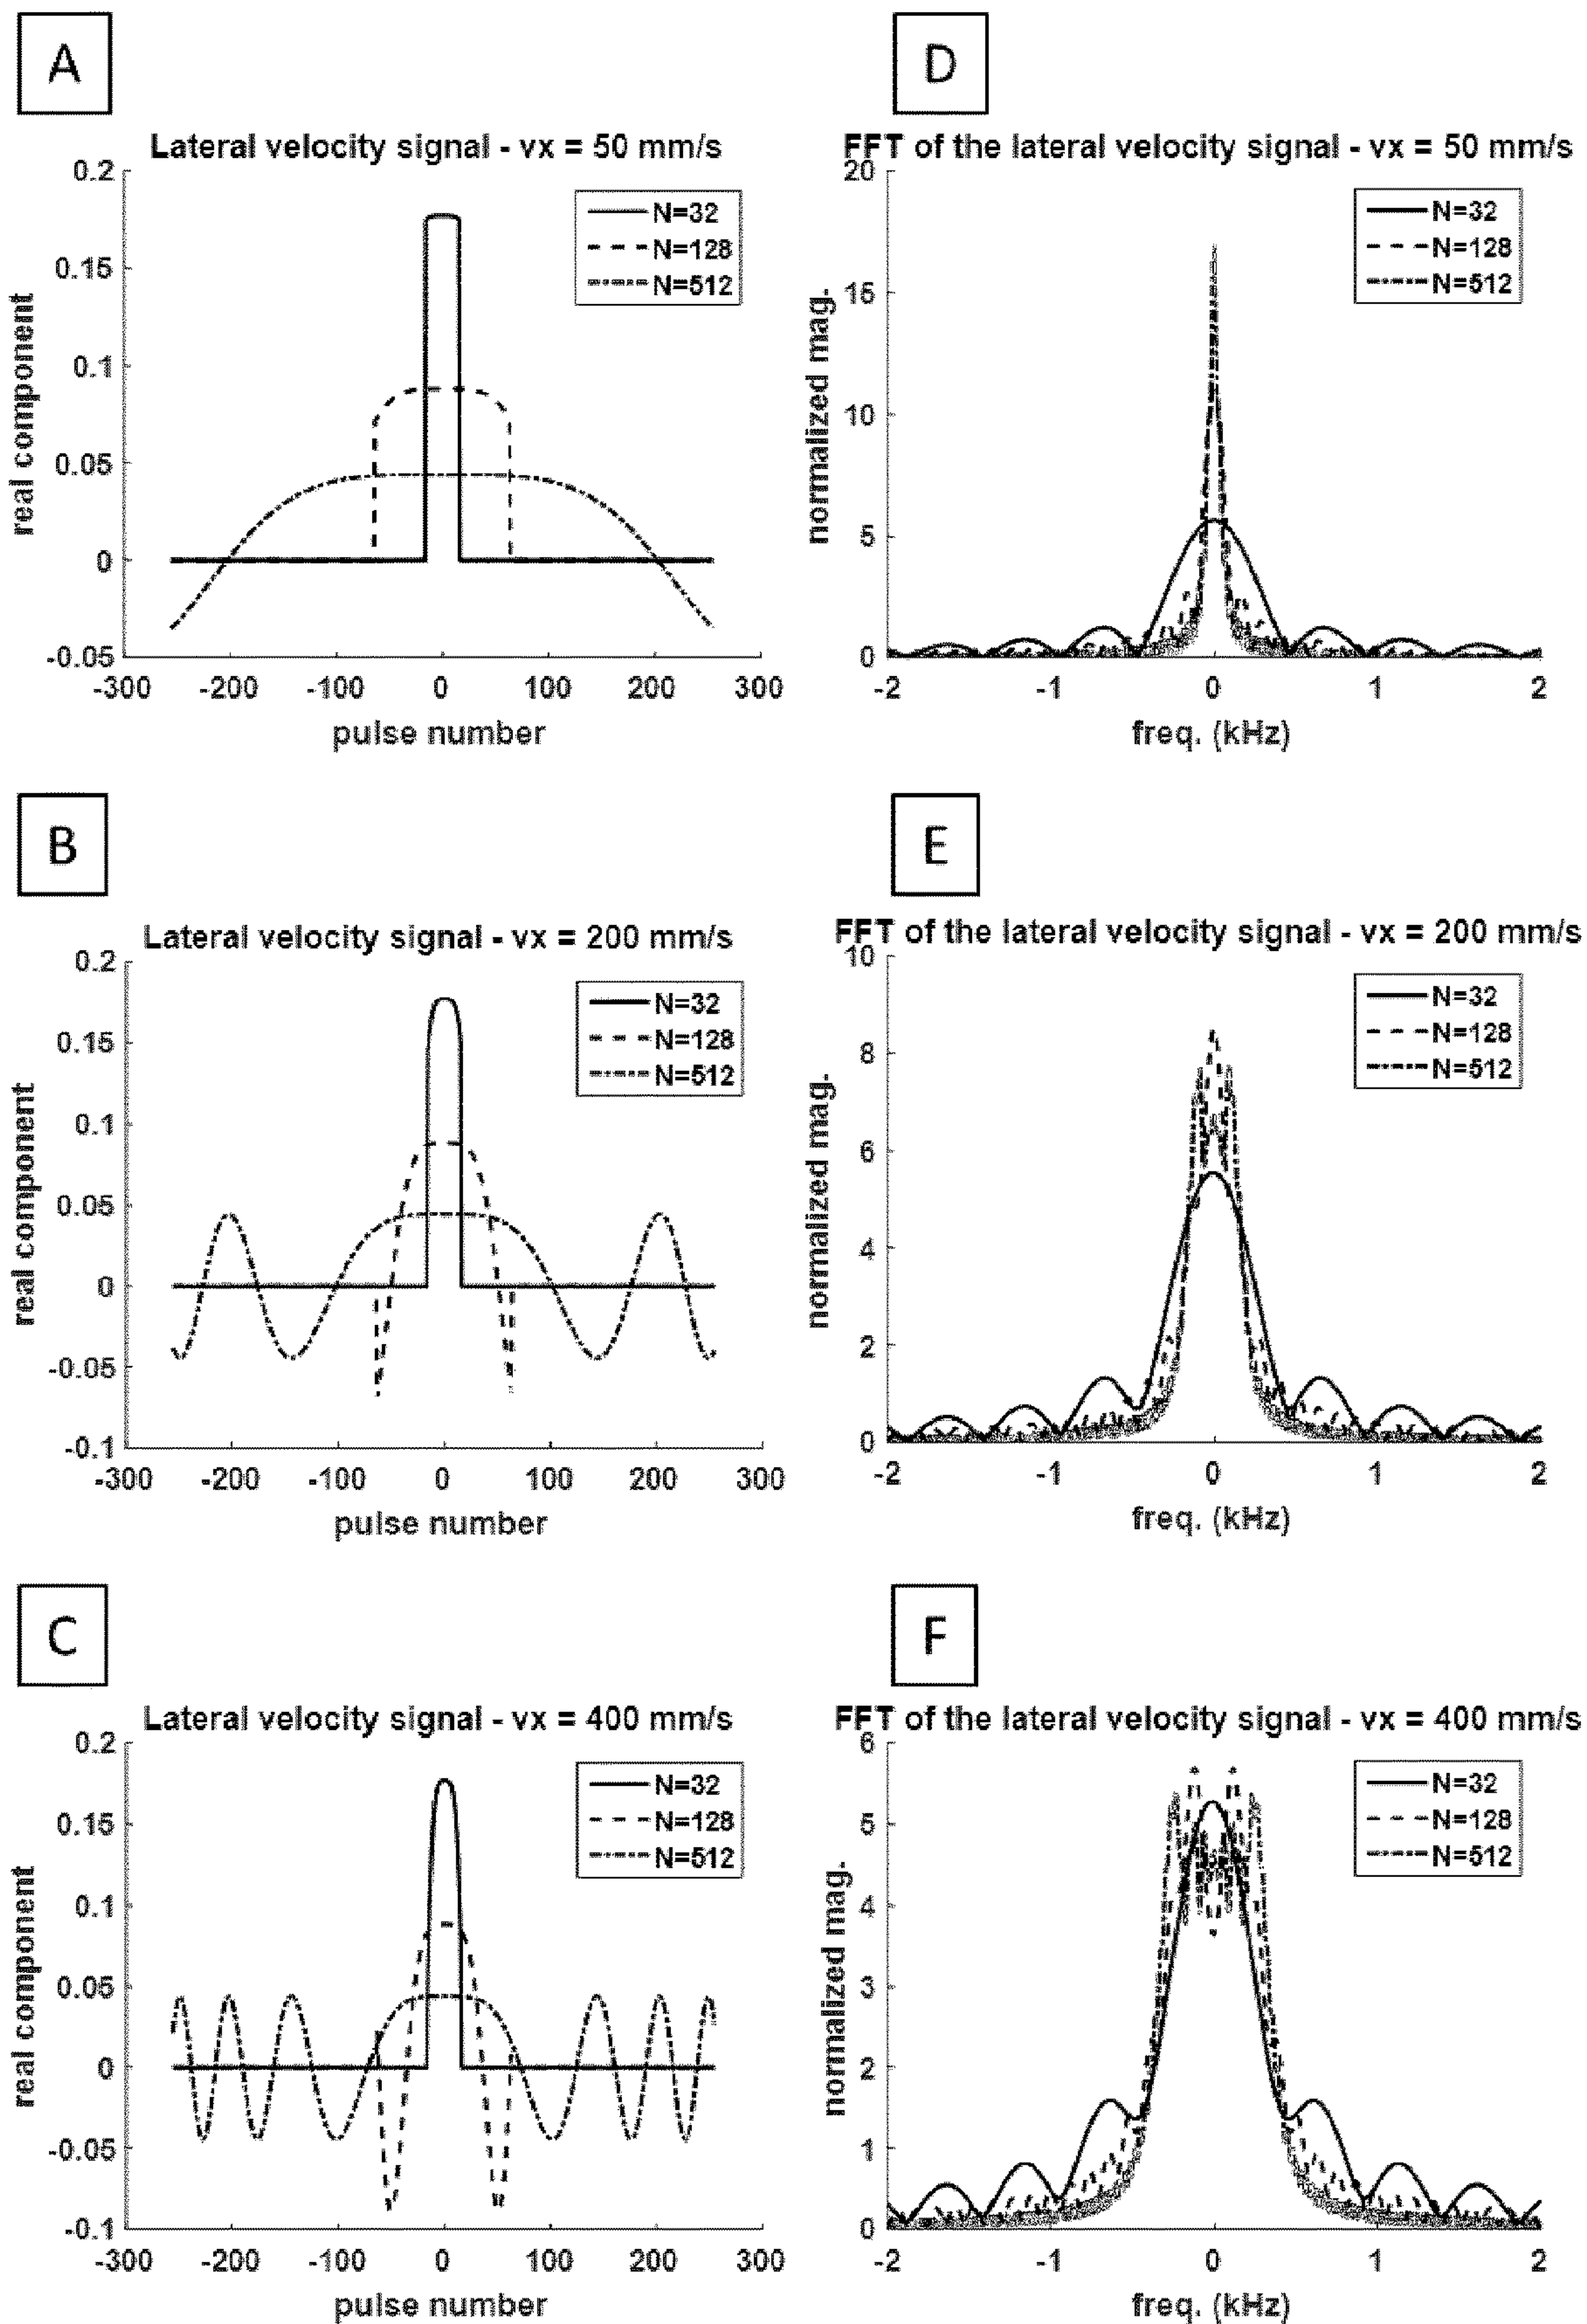 A
Lateral velocity signal - vx = 50 mm/s
real component
0.2
0.15
0.1
0.05
0
-0.05
N=32
N=128
N=512
-300 -200 -100 0 100 200 300
pulse number
D
FFT of the lateral velocity signal - vx = 50 mm/s
normalized mag.
20
15
10
5
0
N=32
N=128
N=512
-2 -1 0 1 2
freq. (kHz)
B
Lateral velocity signal - vx = 200 mm/s
real component
0.2
0.15
0.1
0.05
0
-0.05
-0.1
N=32
N=128
N=512
-300 -200 -100 0 100 200 300
pulse number
E
FFT of the lateral velocity signal - vx = 200 mm/s
normalized mag.
10
8
6
4
2
0
N=32
N=128
N=512
-2 -1 0 1 2
freq. (kHz)
C
Lateral velocity signal - vx = 400 mm/s
real component
0.2
0.15
0.1
0.05
0
-0.05
-0.1
N=32
N=128
N=512
-300 -200 -100 0 100 200 300
pulse number
F
FFT of the lateral velocity signal - vx = 400 mm/s
normalized mag.
6
5
4
3
2
1
0
N=32
N=128
N=512
-2 -1 0 1 2
freq. (kHz)